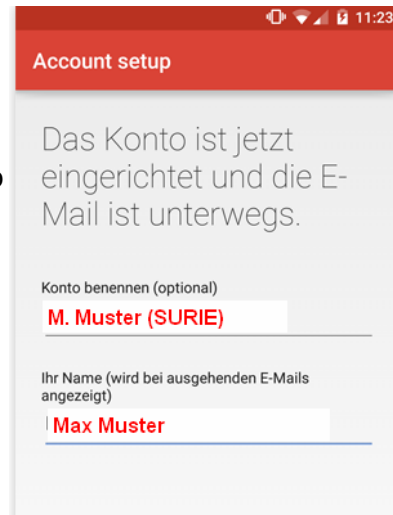 11:23
Account setup
Das Konto ist jetzt
eingerichtet und die E-
Mail ist unterwegs.
Konto benennen (optional)
M. Muster (SURIE)
Ihr Name (wird bei ausgehenden E-Mails
angezeigt)
Max Muster